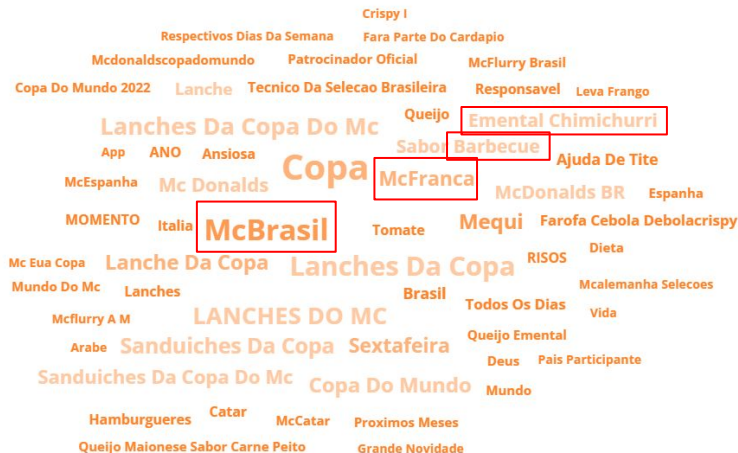 Crispy I
Respectivos Dias Da Semana Fara Parte Do Cardapio
Mcdonaldscopadomundo Patrocinador Oficial McFlurry Brasil
Copa Do Mundo 2022 Lanche Tecnico Da Selecao Brasileira Responsavel Leva Frango
Lanches Da Copa Do Mc Queijo Emental Chimichurri
App ANO Ansiosa Copa Sabor Barbecue Ajuda De Tite
McEspanha Mc Donalds McFranca McDonalds BR Espanha
MOMENTO Italia McBrasil Tomate Mequi Farofa Cebola Debolacrispy
Mc Eua Copa Lanche Da Copa Lanches Da Copa RISOS Dieta
Mundo Do Mc Lanches Brasil Todos Os Dias Mcalemanha Selecoes
Mcflurry A M LANCHES DO MC Vida
Arabe Sanduiches Da Copa Sextafeira Queijo Emental
Deus Pais Participante
Sanduiches Da Copa Do Mc Copa Do Mundo Mundo
Hamburgueres Catar McCatar Proximos Meses
Queijo Maionese Sabor Carne Peito Grande Novidade